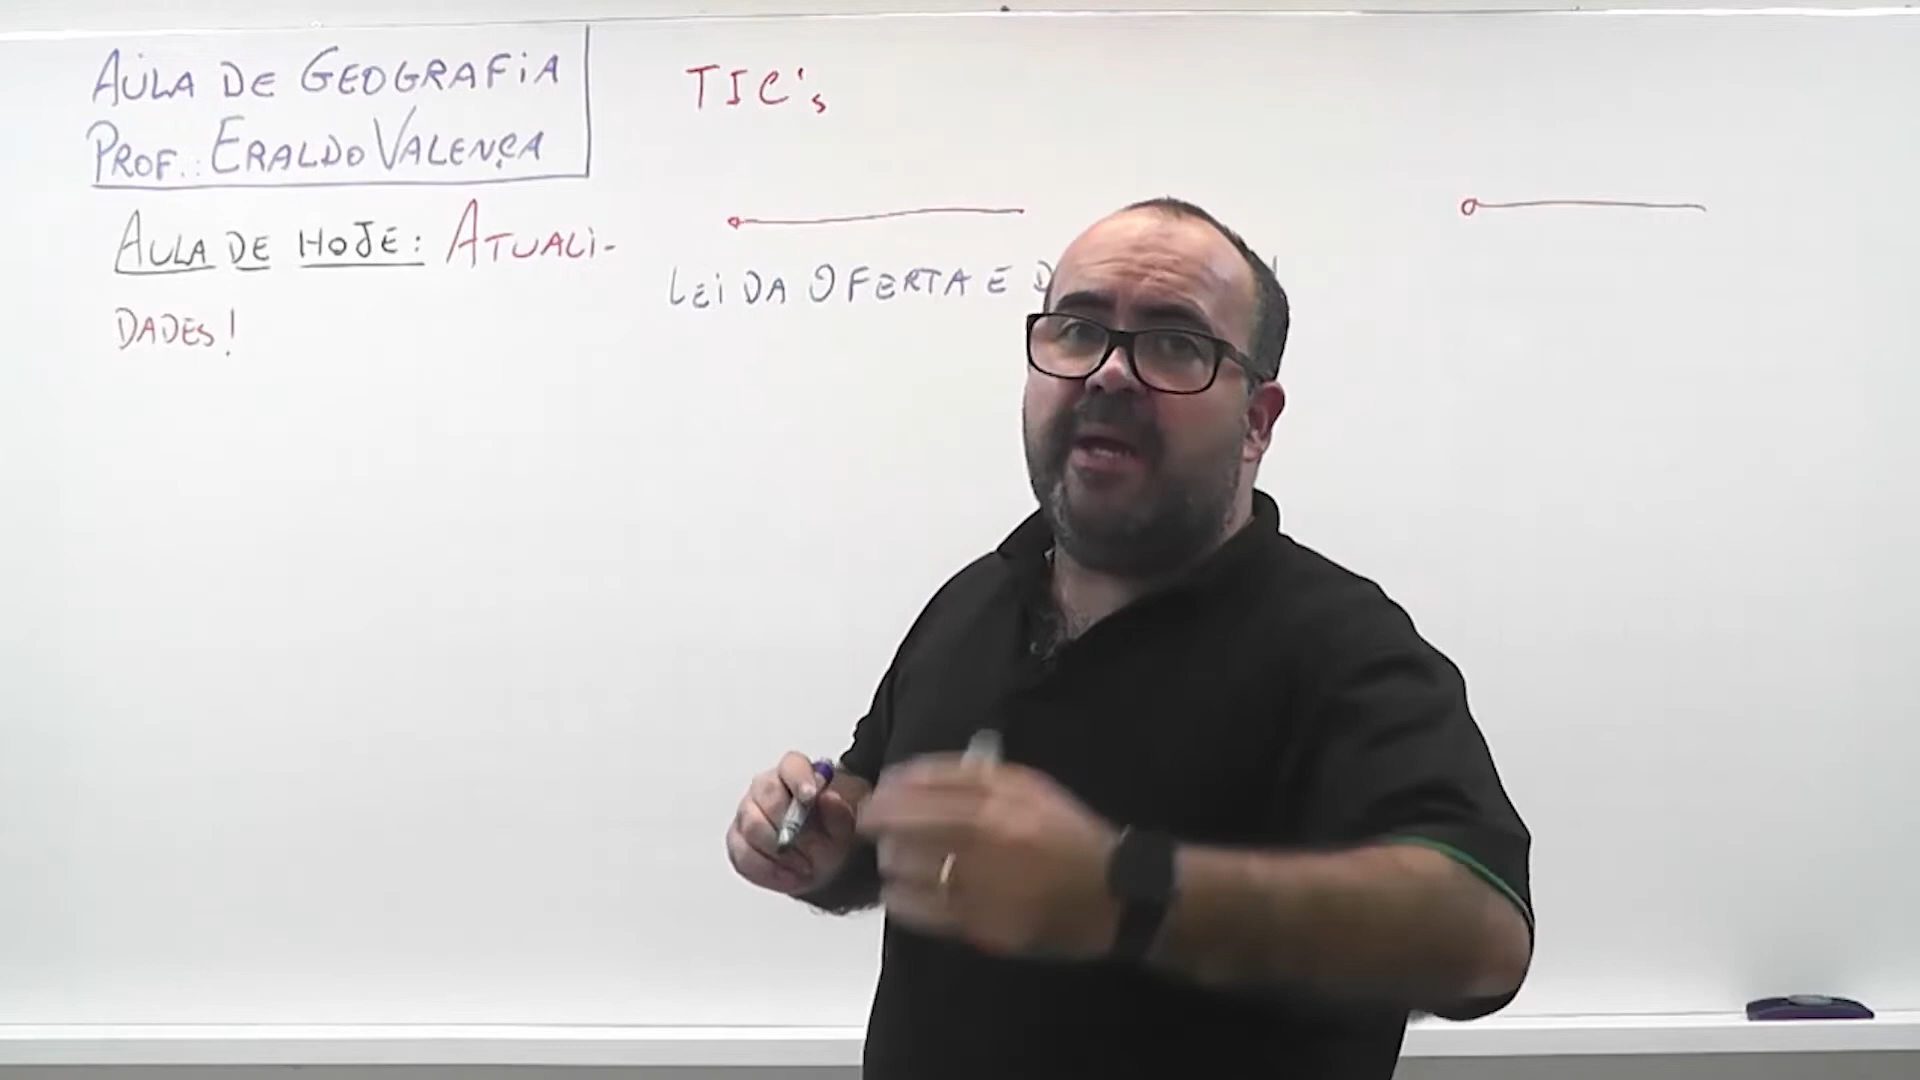 AULA DE GEOGRAFIA
PROF.: ERALDO VALENÇA
AULA DE HOJE: ATUALI-
DADES!
TIC's
LEI DA OFERTA E